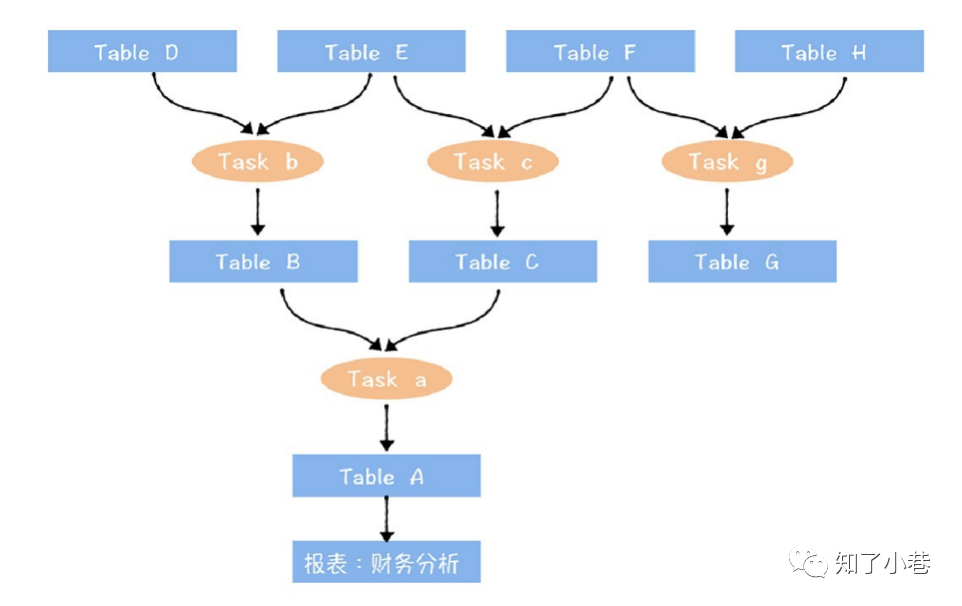 Table D
Table E
Table F
Table H
Task b
Task c
Task g
Table B
Table C
Table G
Task a
Table A
报表：财务分析
知了小巷